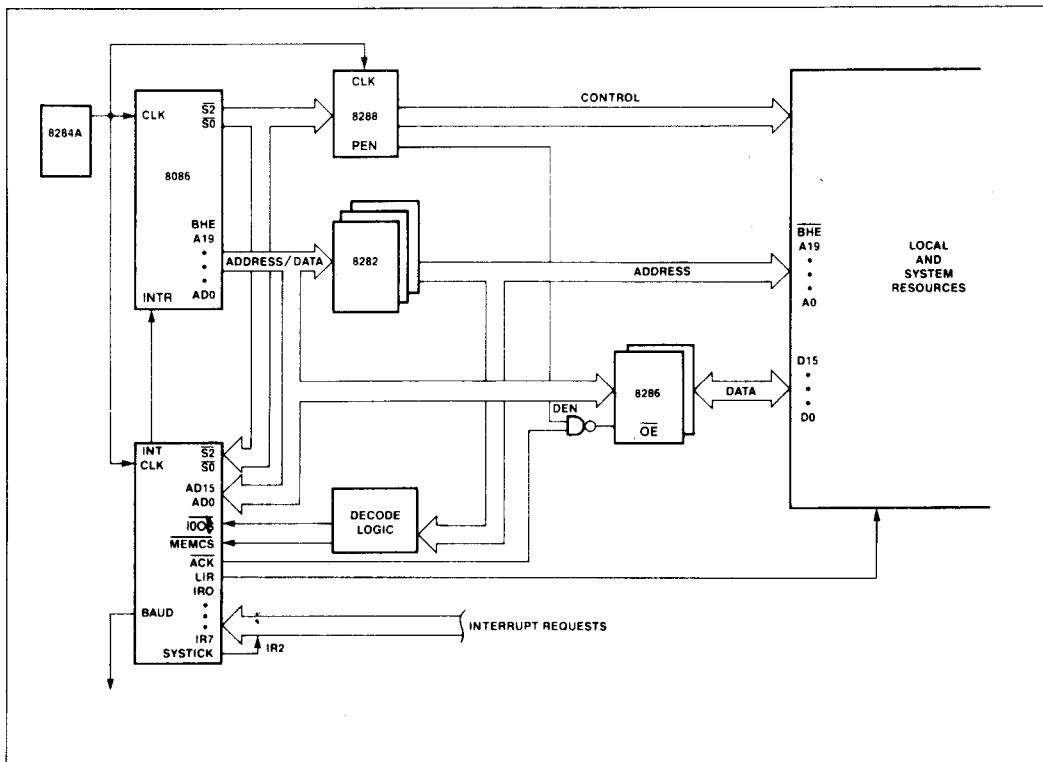 8284A
CLK
S2
S0
8086
BHE
A19
AD0
INTR
CLK
8288
PEN
CONTROL
ADDRESS/DATA
8282
ADDRESS
BHE
A19
A0
D15
D0
LOCAL
AND
SYSTEM
RESOURCES
8286
OE
DEN
DATA
INT
CLK
S2
S0
AD15
AD0
MEMCS
ACK
LIR
IR0
IR7
SYSTICK
BAUD
DECODE
LOGIC
INTERRUPT REQUESTS
IR2